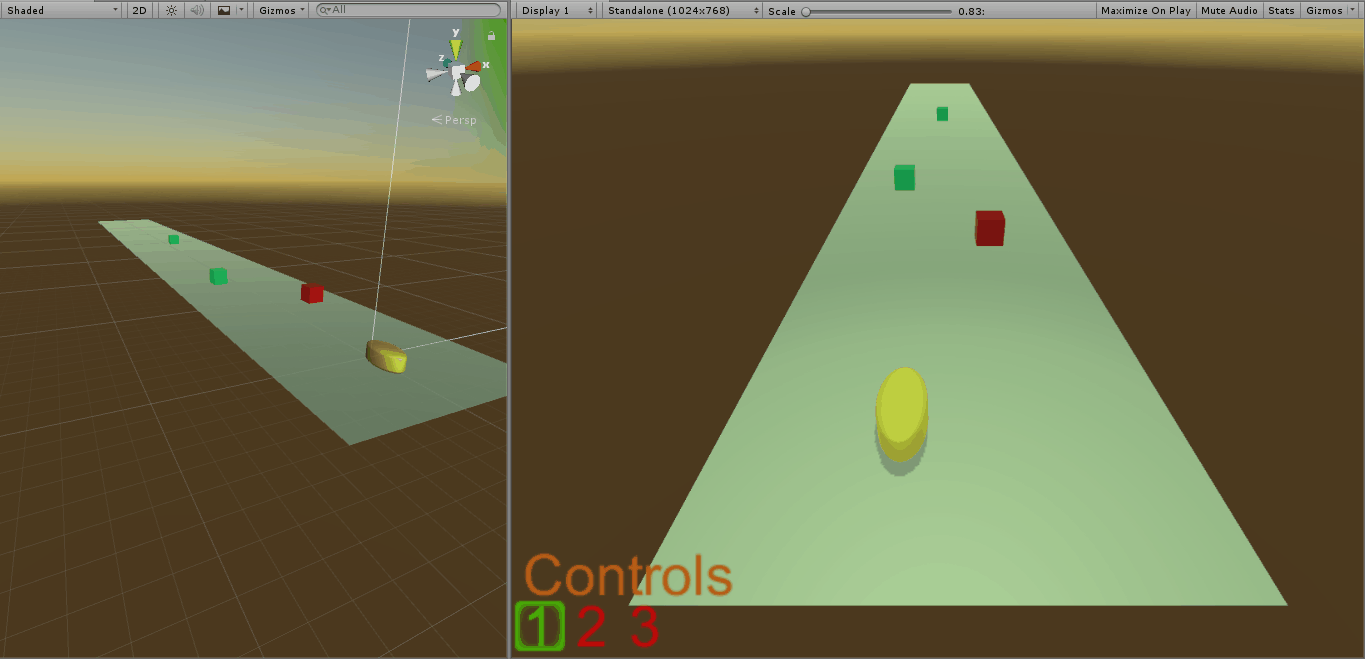 Shaded 2D Gizmos All
y
z x
Persp
Display 1 Standalone (1024x768) Scale 0.83: Maximize On Play Mute Audio Stats Gizmos
Controls
1 2 3